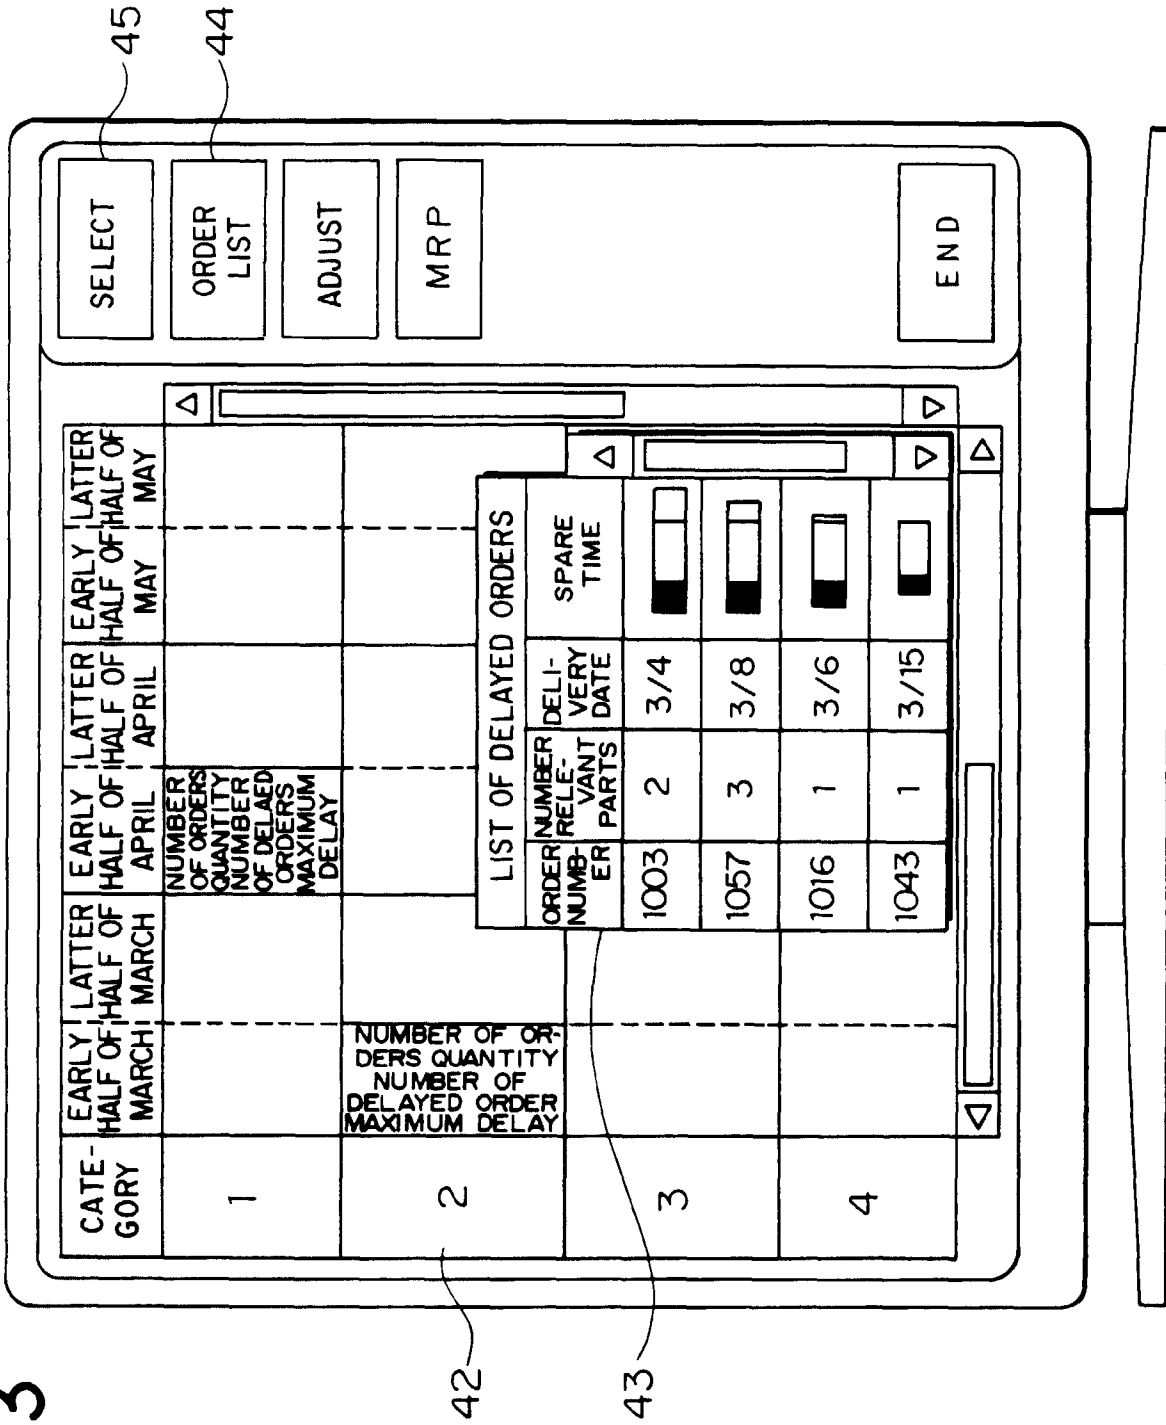 3
45
44
SELECT
ORDER
LIST
ADJUST
MRP
END
CATE-
GORY
EARLY
HALF OF
MARCH
LATTER
HALF OF
MARCH
EARLY
HALF OF
APRIL
LATTER
HALF OF
APRIL
EARLY
HALF OF
MAY
LATTER
HALF OF
MAY
1
NUMBER
OF ORDERS
QUANTITY
NUMBER
OF DELAED
ORDERS
MAXIMUM
DELAY
2
NUMBER OF OR-
DERS QUANTITY
NUMBER OF
DELAYED ORDER
MAXIMUM DELAY
3
4
LIST OF DELAYED ORDERS
ORDER
NUMB-
ER
NUMBER
RELE-
VANT
PARTS
DELI-
VERY
DATE
SPARE
TIME
1003 2 3/4
1057 3 3/8
1016 1 3/6
1043 1 3/15
42
43